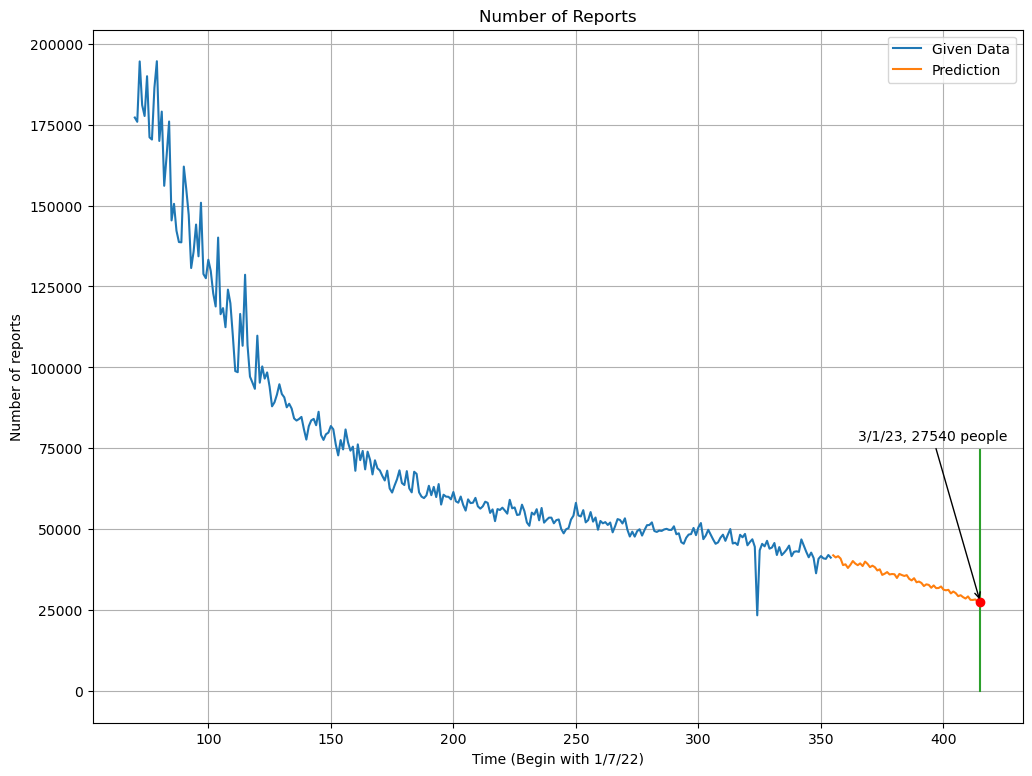 Number of Reports
Given Data
Prediction
200000
175000
150000
125000
100000
75000
50000
25000
0
Number of reports
3/1/23, 27540 people
100
150
200
250
300
350
400
Time (Begin with 1/7/22)